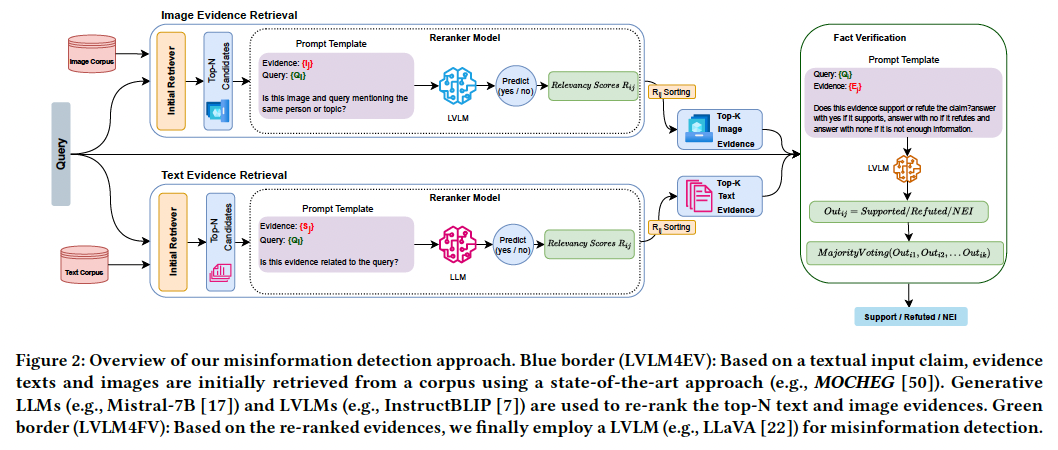 Image Evidence Retrieval
Image Corpus
Initial Retriever
Top-N
Candidates
Reranker Model
Prompt Template
Evidence: {Ij}
Query: {Qi}
Is this image and query mentioning the
same person or topic?
LVLM
Predict
(yes / no)
Relevancy Scores Rij
Rij Sorting
Top-K
Image
Evidence
Query
Text Evidence Retrieval
Text Corpus
Initial Retriever
Top-N
Candidates
Reranker Model
Prompt Template
Evidence: {Sj}
Query: {Qi}
Is this evidence related to the query?
LLM
Predict
(yes / no)
Relevancy Scores Rij
Rij Sorting
Top-K
Text
Evidence
Fact Verification
Prompt Template
Query: {Qi}
Evidence: {Ej}
Does this evidence support or refute the claim?answer
with yes if it supports, answer with no if it refutes and
answer with none if it is not enough information.
LVLM
Outij = Supported/Refuted/NEI
MajorityVoting(Outi1, Outi2, . . . Outik)
Support / Refuted / NEI
Figure 2: Overview of our misinformation detection approach. Blue border (LVLM4EV): Based on a textual input claim, evidence
texts and images are initially retrieved from a corpus using a state-of-the-art approach (e.g., MOCHEG [50]). Generative
LLMs (e.g., Mistral-7B [17]) and LVLMs (e.g., InstructBLIP [7]) are used to re-rank the top-N text and image evidences. Green
border (LVLM4FV): Based on the re-ranked evidences, we finally employ a LVLM (e.g., LLaVA [22]) for misinformation detection.